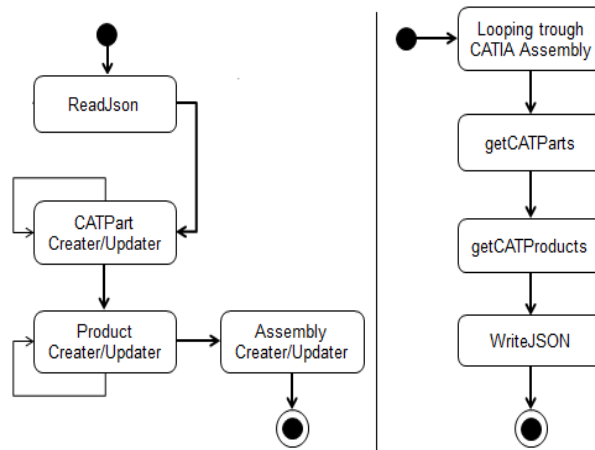 ReadJson
CATPart
Creater/Updater
Product
Creater/Updater
Assembly
Creater/Updater
Looping trough
CATIA Assembly
getCATParts
getCATProducts
WriteJSON